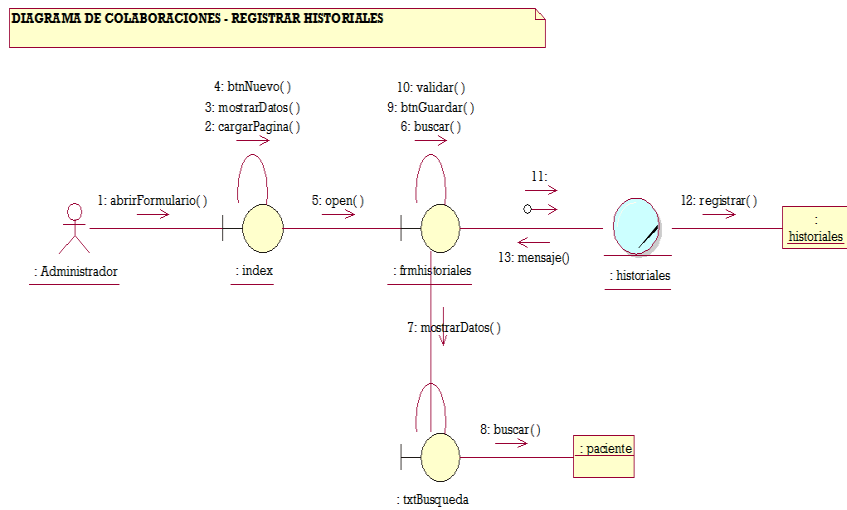 DIAGRAMA DE COLABORACIONES - REGISTRAR HISTORIALES
4: btnNuevo( )
3: mostrarDatos( )
2: cargarPagina( )
10: validar( )
9: btnGuardar( )
6: buscar( )
1: abrirFormulario( )
5: open( )
11:
12: registrar( )
13: mensaje()
: Administrador
: index
: frmhistoriales
: historiales
:
historiales
7: mostrarDatos( )
8: buscar( )
: paciente
: txtBusqueda